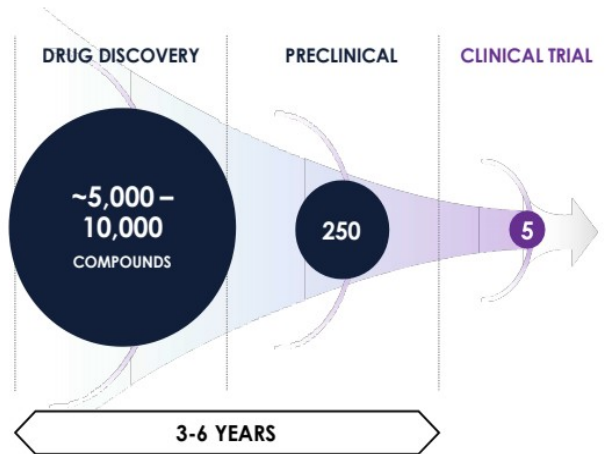 DRUG DISCOVERY
PRECLINICAL
CLINICAL TRIAL
~5,000 –
10,000
COMPOUNDS
250
5
3-6 YEARS